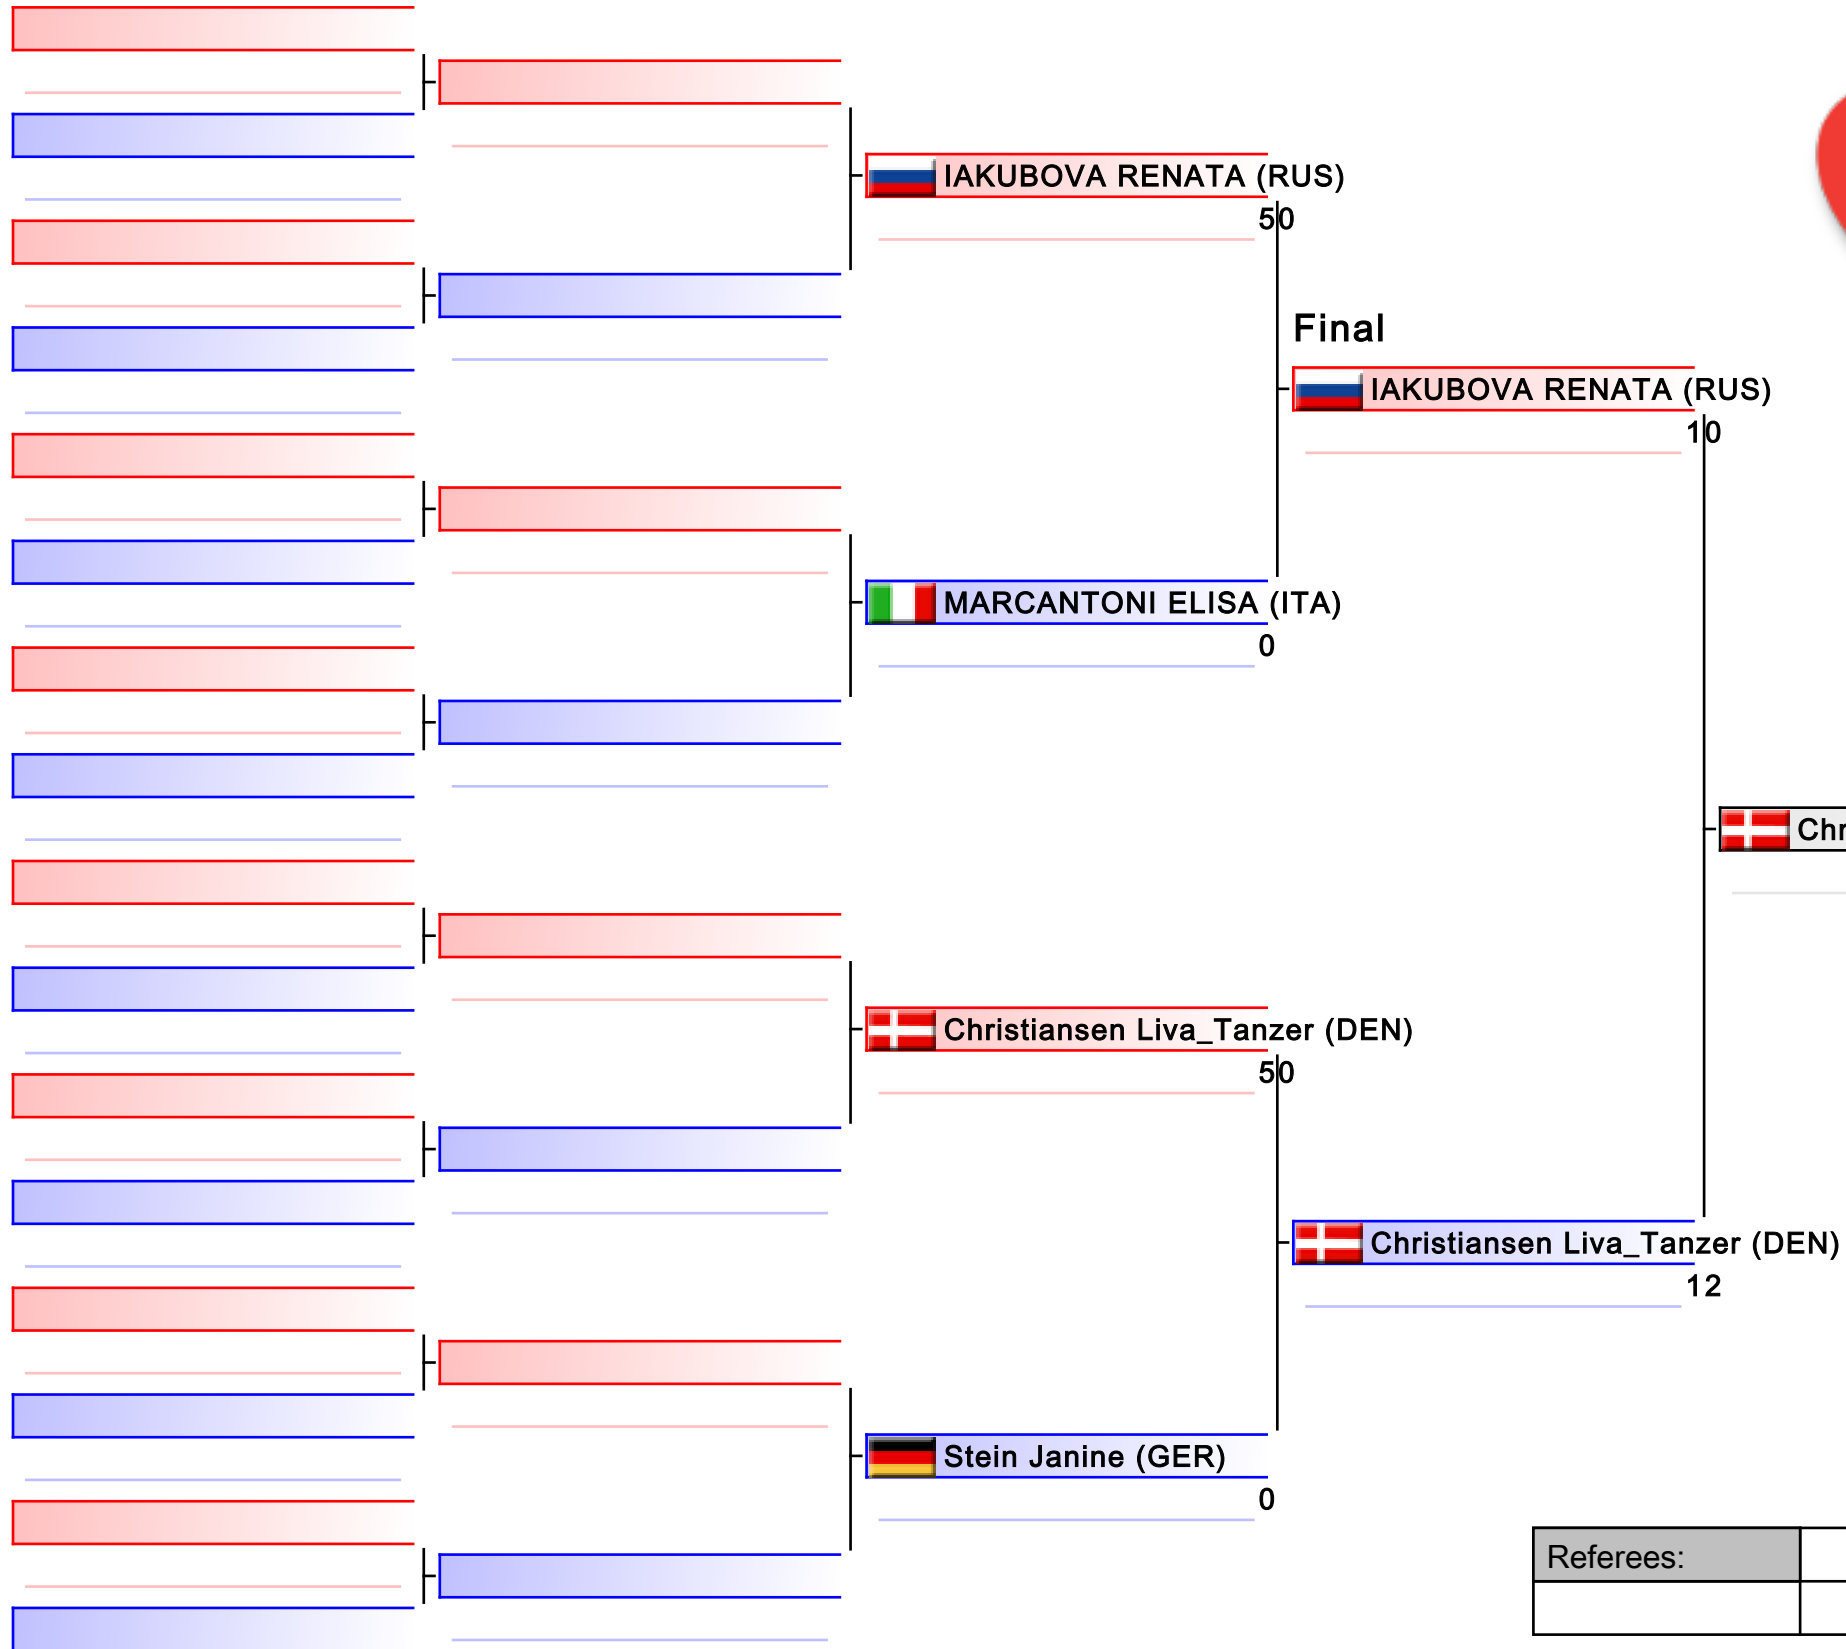 IAKUBOVA RENATA (RUS)
50
Final
IAKUBOVA RENATA (RUS)
10
MARCANTONI ELISA (ITA)
0
Chr
Christiansen Liva_Tanzer (DEN)
50
Christiansen Liva_Tanzer (DEN)
12
Stein Janine (GER)
0
Referees: